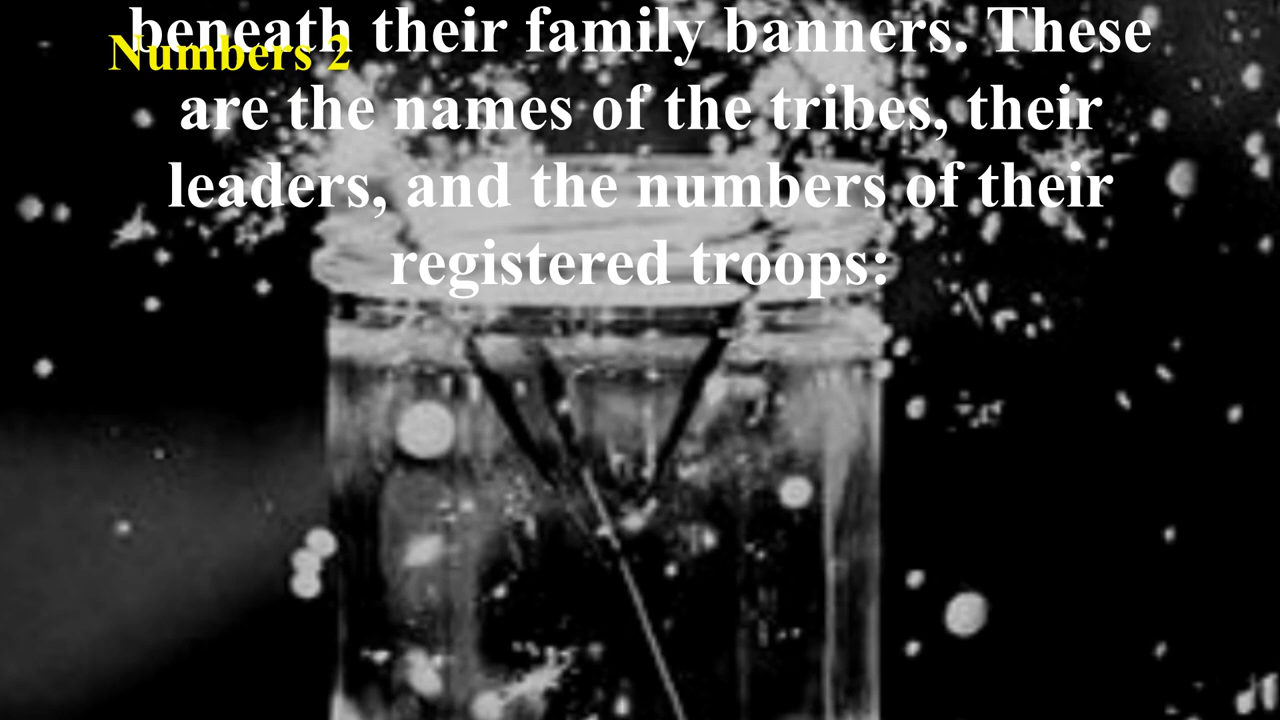 beneath their family banners. These
Numbers 2
are the names of the tribes, their
leaders, and the numbers of their
registered troops: